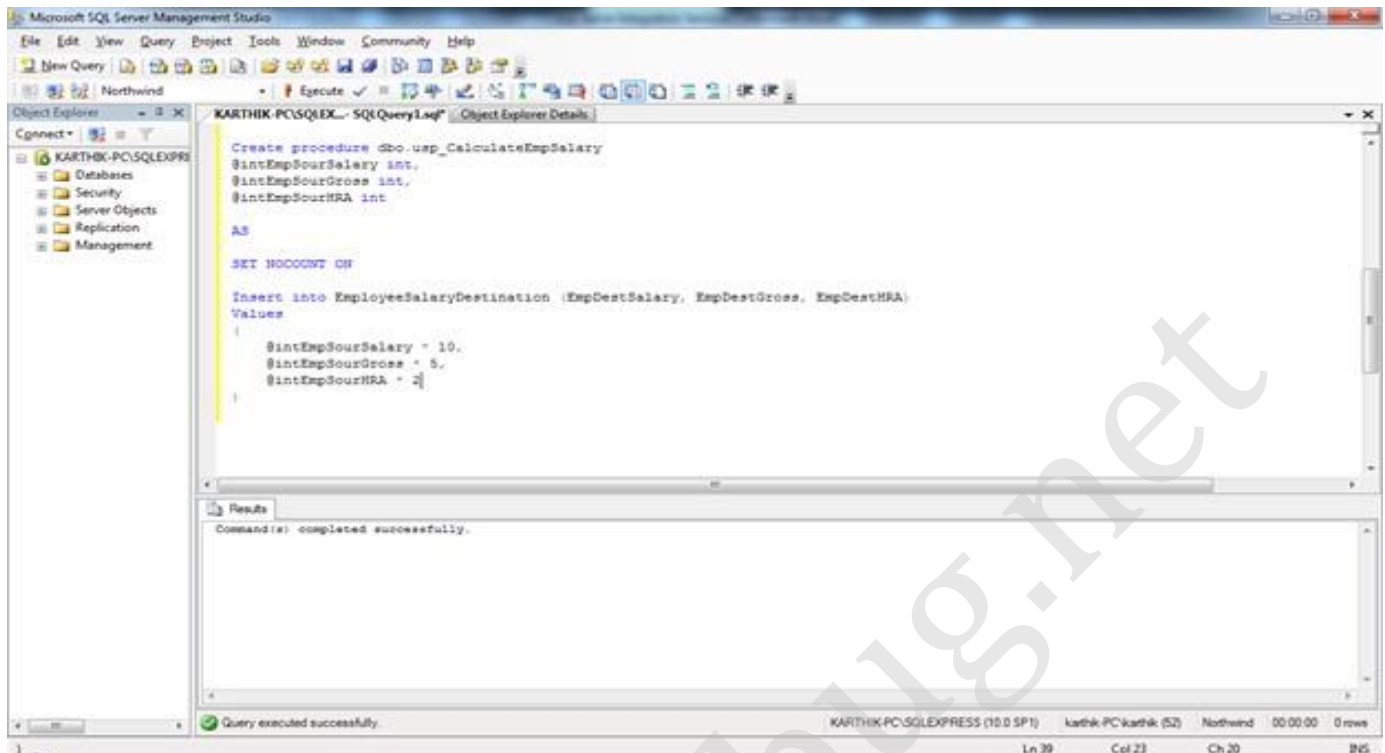 Microsoft SQL Server Management Studio
File Edit View Query Project Tools Window Community Help
New Query
Northwind
Execute
Object Explorer
KARTHIK-PC\SQLEX...- SQLQuery1.sql*
Object Explorer Details
Connect
KARTHIK-PC\SQLEXPRE
Databases
Security
Server Objects
Replication
Management
Create procedure dbo.usp_CalculateEmpSalary
@intEmpSourSalary int,
@intEmpSourGross int,
@intEmpSourHRA int
AS
SET NOCOUNT ON
Insert into EmployeeSalaryDestination (EmpDestSalary, EmpDestGross, EmpDestHRA)
Values
(
@intEmpSourSalary * 10,
@intEmpSourGross * 5,
@intEmpSourHRA * 2
)
Results
Command(s) completed successfully.
Query executed successfully.
KARTHIK-PC\SQLEXPRESS (10.0 SP1)
karthik-PC\karthik (52)
Northwind
00:00:00
0 rows
Ln 39
Col 23
Ch 20
INS
bug.net